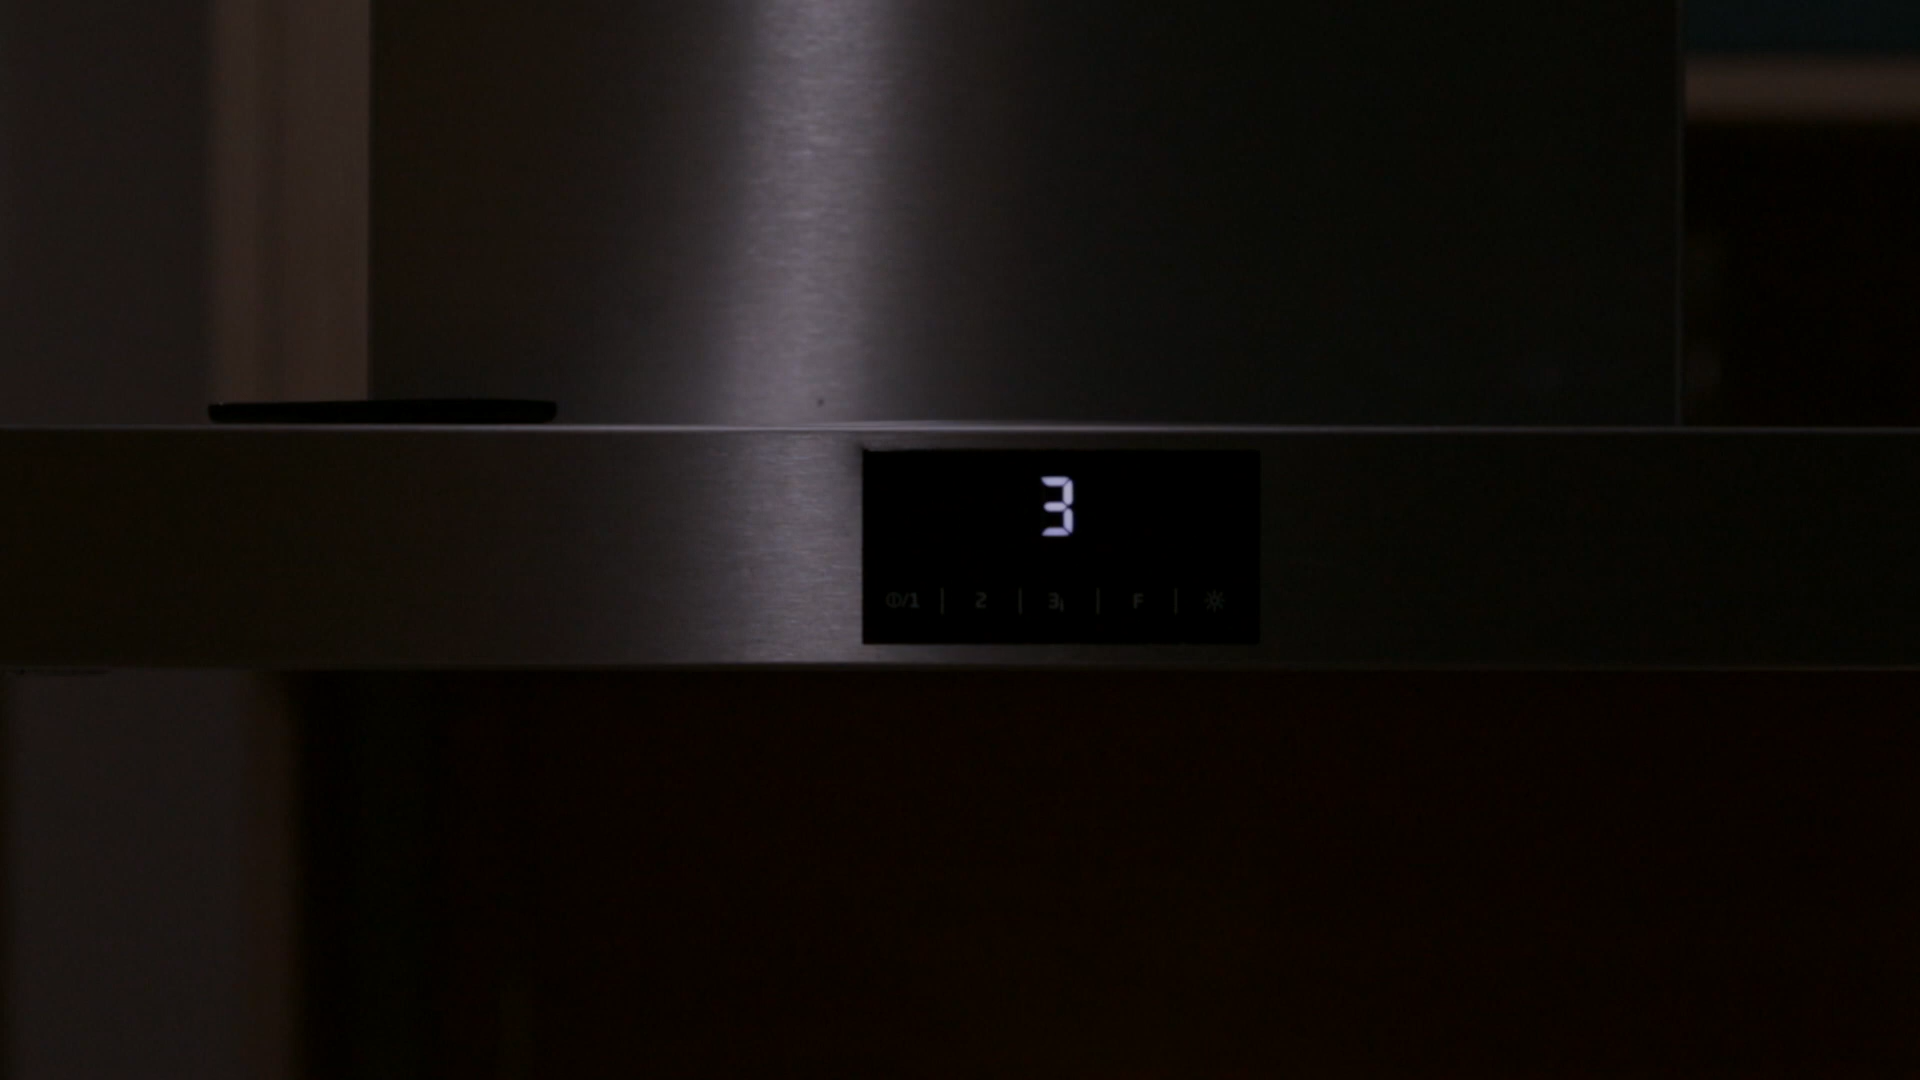 3
⏼/1 | 2 | 3i | F | ☼